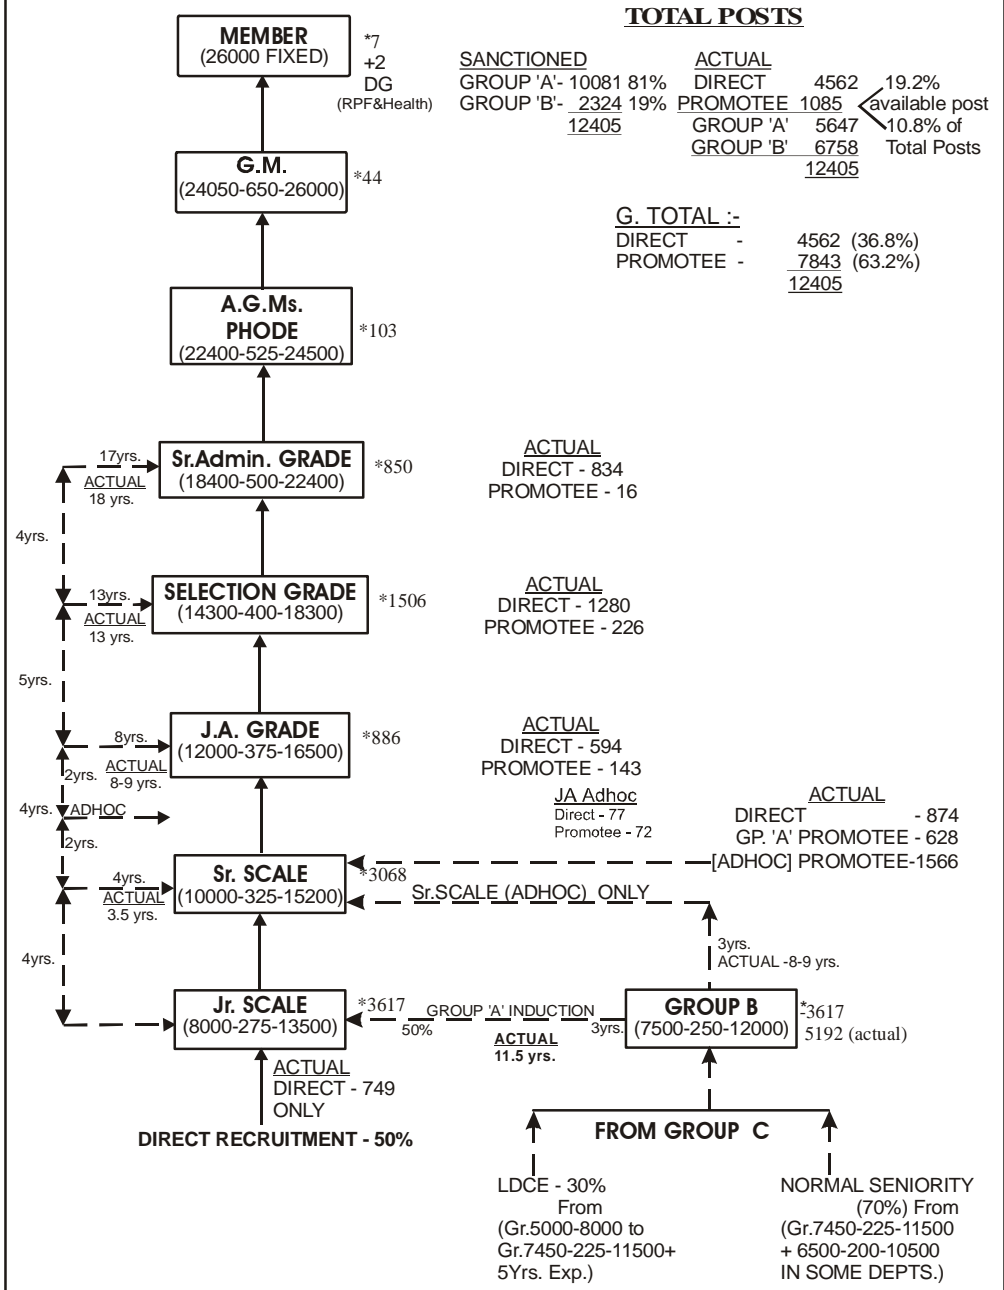 TOTAL POSTS
MEMBER
(26000 FIXED)
*7
+2
DG
(RPF&Health)
SANCTIONED
GROUP 'A'- 10081 81%
GROUP 'B'- 2324 19%
12405
ACTUAL
DIRECT 4562
PROMOTEE 1085
GROUP 'A' 5647
GROUP 'B' 6758
12405
19.2%
available post
10.8% of
Total Posts
G.M.
(24050-650-26000)
*44
G. TOTAL :-
DIRECT - 4562 (36.8%)
PROMOTEE - 7843 (63.2%)
12405
A.G.Ms.
PHODE
(22400-525-24500)
*103
17yrs.
ACTUAL
18 yrs.
Sr.Admin. GRADE
(18400-500-22400)
*850
ACTUAL
DIRECT - 834
PROMOTEE - 16
4yrs.
13yrs.
ACTUAL
13 yrs.
SELECTION GRADE
(14300-400-18300)
*1506
ACTUAL
DIRECT - 1280
PROMOTEE - 226
5yrs.
8yrs.
ACTUAL
8-9 yrs.
J.A. GRADE
(12000-375-16500)
*886
ACTUAL
DIRECT - 594
PROMOTEE - 143
JA Adhoc
Direct - 77
Promotee - 72
2yrs.
4yrs.
ADHOC
2yrs.
ACTUAL
DIRECT - 874
GP. 'A' PROMOTEE - 628
[ADHOC] PROMOTEE-1566
4yrs.
ACTUAL
3.5 yrs.
Sr. SCALE
(10000-325-15200)
*3068
Sr.SCALE (ADHOC) ONLY
3yrs.
ACTUAL -8-9 yrs.
4yrs.
Jr. SCALE
(8000-275-13500)
*3617
GROUP 'A' INDUCTION
50%
3yrs.
ACTUAL
11.5 yrs.
GROUP B
(7500-250-12000)
*-3617
5192 (actual)
ACTUAL
DIRECT - 749
ONLY
DIRECT RECRUITMENT - 50%
FROM GROUP C
LDCE - 30%
From
(Gr.5000-8000 to
Gr.7450-225-11500+
5Yrs. Exp.)
NORMAL SENIORITY
(70%) From
(Gr.7450-225-11500
+ 6500-200-10500
IN SOME DEPTS.)